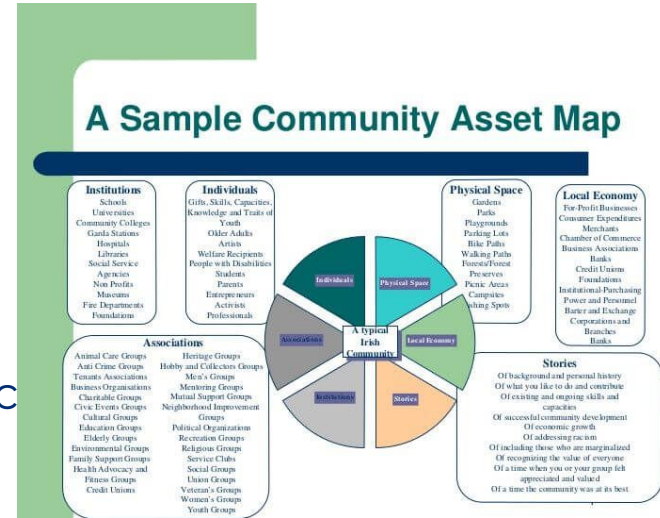 A Sample Community Asset Map
Institutions
Schools
Universities
Community Colleges
Garda Stations
Hospitals
Libraries
Social Service
Agencies
Non Profits
Museums
Fire Departments
Foundations
Individuals
Gifts, Skills, Capacities,
Knowledge and Traits of
Youth
Older Adults
Artists
Welfare Recipients
People with Disabilities
Students
Parents
Entrepreneurs
Activists
Professionals
Physical Space
Gardens
Parks
Playgrounds
Parking Lots
Bike Paths
Walking Paths
Forests/Forest
Preserves
Picnic Areas
Campsites
ishing Spots
Local Economy
For-Profit Businesses
Consumer Expenditures
Merchants
Chamber of Commerce
Business Associations
Banks
Credit Unions
Foundations
Institutional-Purchasing
Power and Personnel
Barter and Exchange
Corporations and
Branches
Banks
Individuals
Physical Space
Associations
A typical
Irish
Community
Local Economy
Institutions
Stories
Associations
Animal Care Groups
Anti Crime Groups
Tenants Associations
Business Organisations
Charitable Groups
Civic Events Groups
Cultural Groups
Education Groups
Elderly Groups
Environmental Groups
Family Support Groups
Health Advocacy and
Fitness Groups
Credit Unions
Heritage Groups
Hobby and Collectors Groups
Men's Groups
Mentoring Groups
Mutual Support Groups
Neighborhood Improvement
Groups
Political Organizations
Recreation Groups
Religious Groups
Service Clubs
Social Groups
Union Groups
Veteran's Groups
Women's Groups
Youth Groups
Stories
Of background and personal history
Of what you like to do and contribute
Of existing and ongoing skills and
capacities
Of successful community development
Of economic growth
Of addressing racism
Of including those who are marginalized
Of recognizing the value of everyone
Of a time when you or your group felt
appreciated and valued
Of a time the community was at its best
C